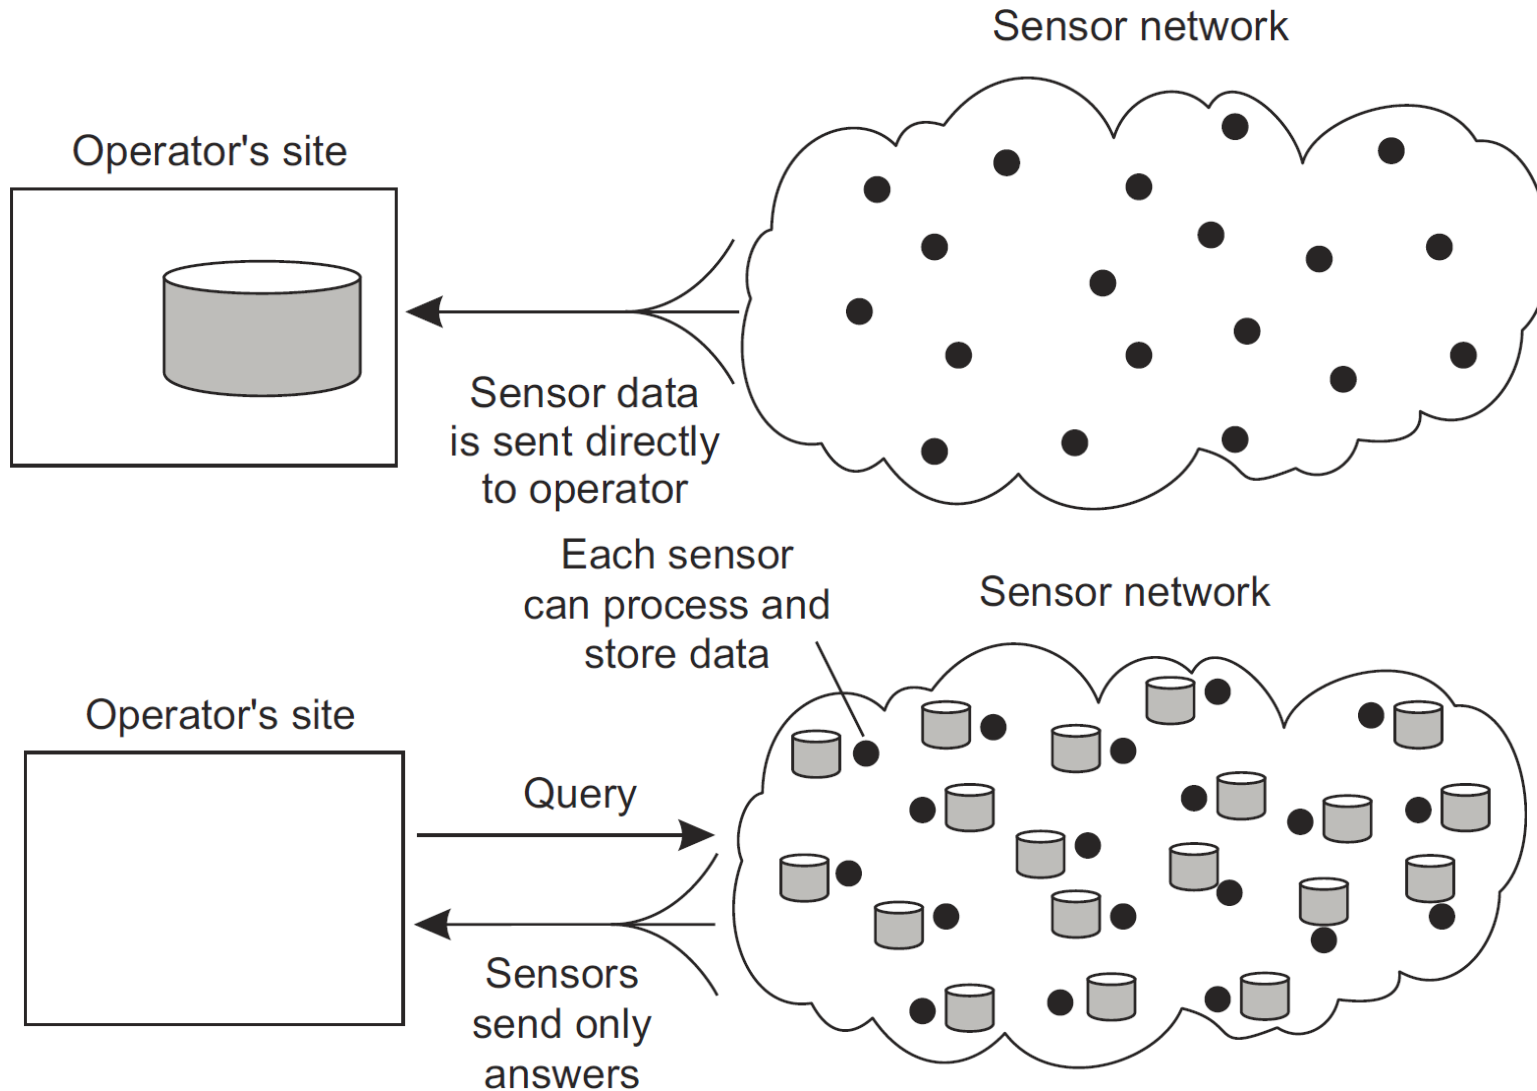 Sensor network
Operator's site
Sensor data
is sent directly
to operator
Each sensor
can process and
store data
Sensor network
Operator's site
Query
Sensors
send only
answers